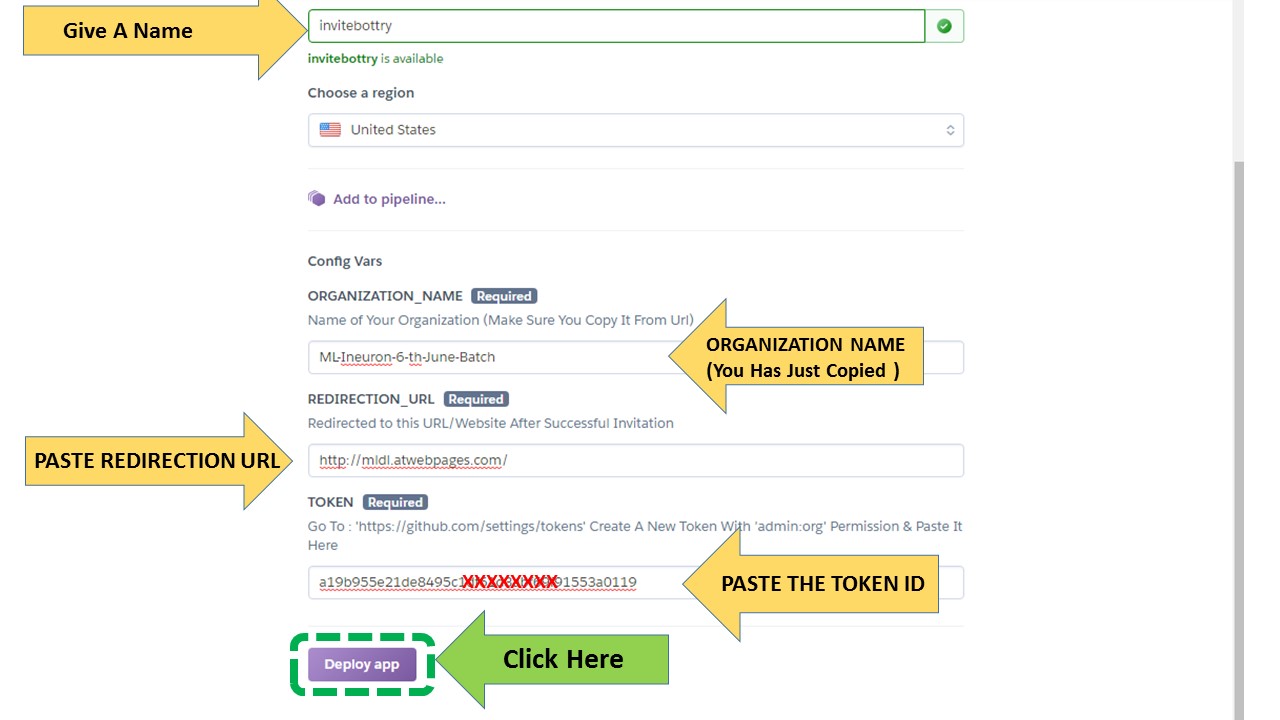 Give A Name
invitebottry
invitebottry is available
Choose a region
United States
Add to pipeline...
Config Vars
ORGANIZATION_NAME Required
Name of Your Organization (Make Sure You Copy It From Url)
ML-Ineuron-6-th-June-Batch
ORGANIZATION NAME
(You Has Just Copied )
REDIRECTION_URL Required
Redirected to this URL/Website After Successful Invitation
PASTE REDIRECTION URL
http://mldl.atwebpages.com/
TOKEN Required
Go To : 'https://github.com/settings/tokens' Create A New Token With 'admin:org' Permission & Paste It
Here
a19b955e21de8495c XXXXXXXX 91553a0119
PASTE THE TOKEN ID
Deploy app
Click Here